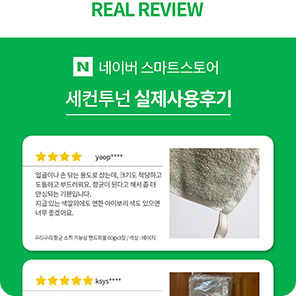 REAL REVIEW
N 네이버 스마트스토어
세컨투넌 실제사용후기
yeop****
얼굴이나 손 닦는 용도로 샀는데, 크기도 적당하고
도톰하고 부드러워요. 항균이 된다고 해서 좀 더
안심되는 기분입니다.
지금 있는 색깔외에도 연한 아이보리 색도 있으면
너무 좋겠어요.
구리구리 항균 소취 기능성 핸드타월 60gx3장 / 색상 : 베이지
ksys****